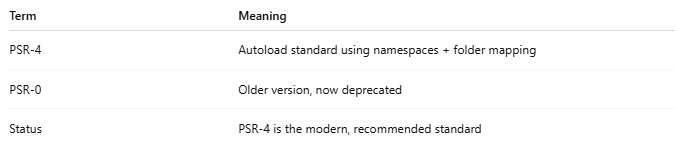 Term Meaning
PSR-4 Autoload standard using namespaces + folder mapping
PSR-0 Older version, now deprecated
Status PSR-4 is the modern, recommended standard